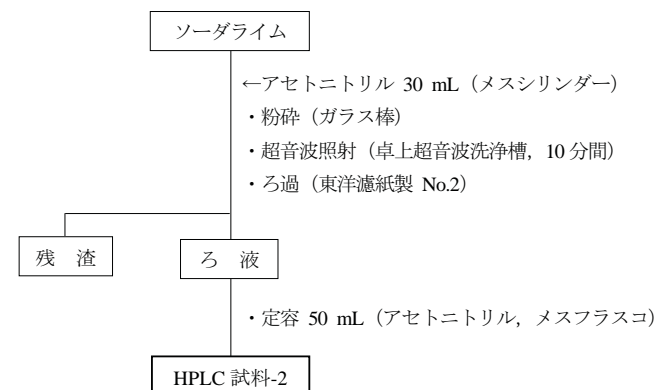 ソーダライム
←アセトニトリル 30 mL（メスシリンダー）
・粉砕（ガラス棒）
・超音波照射（卓上超音波洗浄槽，10 分間）
・ろ過（東洋濾紙製 No.2）
残 渣
ろ 液
・定容 50 mL（アセトニトリル，メスフラスコ）
HPLC 試料-2